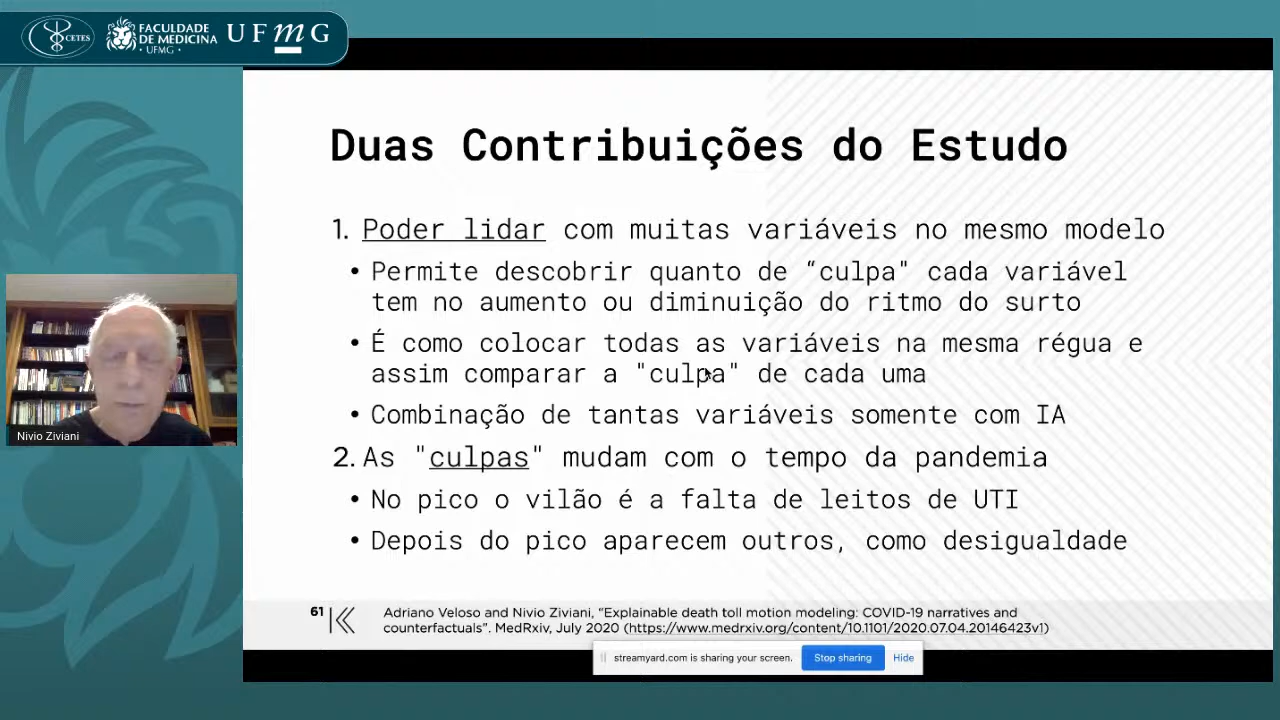 CETES
FACULDADE
DE MEDICINA
• UFMG •
UFMG
Duas Contribuições do Estudo
1. Poder lidar com muitas variáveis no mesmo modelo
• Permite descobrir quanto de “culpa" cada variável
tem no aumento ou diminuição do ritmo do surto
• É como colocar todas as variáveis na mesma régua e
assim comparar a "culpa" de cada uma
• Combinação de tantas variáveis somente com IA
2. As "culpas" mudam com o tempo da pandemia
• No pico o vilão é a falta de leitos de UTI
• Depois do pico aparecem outros, como desigualdade
Nivio Ziviani
61
Adriano Veloso and Nivio Ziviani, “Explainable death toll motion modeling: COVID-19 narratives and
counterfactuals”. MedRxiv, July 2020 (https://www.medrxiv.org/content/10.1101/2020.07.04.20146423v1)
streamyard.com is sharing your screen. Stop sharing Hide